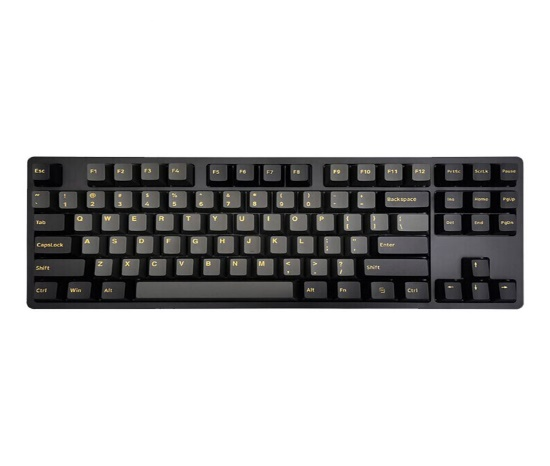 Esc F1 F2 F3 F4 F5 F6 F7 F8 F9 F10 F11 F12 PrtSc ScrLk Pause
~ ! @ # $ % ^ & * ( ) _ + Backspace Ins Home PgUp
` 1 2 3 4 5 6 7 8 9 0 - =
Tab Q W E R T Y U I O P { } | Del End PgDn
[ ] \
CapsLock A S D F G H J K L : " Enter
; '
Shift Z X C V B N M < > ? Shift ↑
, . /
Ctrl Win Alt Alt Fn Ctrl ← ↓ →